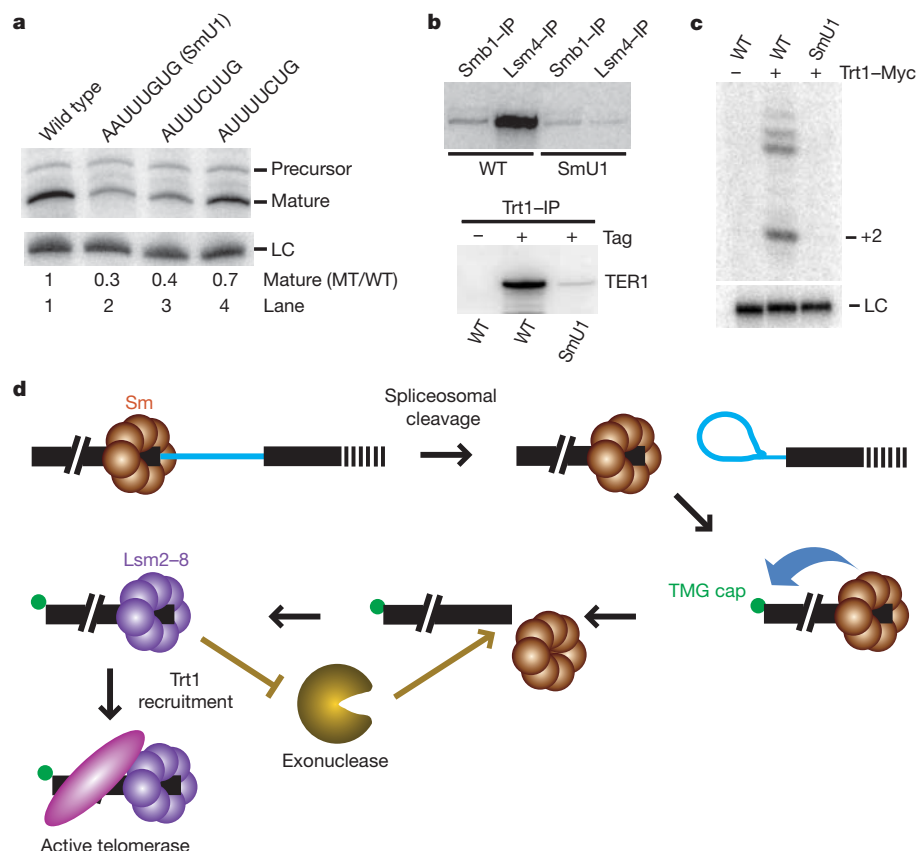 a
Wild type
AAUUUGUG (SmU1)
AUUUCUUG
AUUUUCUG
Precursor
Mature
LC
1 0.3 0.4 0.7 Mature (MT/WT)
1 2 3 4 Lane
b
Smb1–IP
Lsm4–IP
Smb1–IP
Lsm4–IP
WT SmU1
Trt1–IP
– + + Tag
TER1
WT
WT
SmU1
c
WT
WT
SmU1
– + + Trt1–Myc
+2
LC
d
Sm
Spliceosomal
cleavage
Lsm2–8
TMG cap
Trt1
recruitment
Exonuclease
Active telomerase